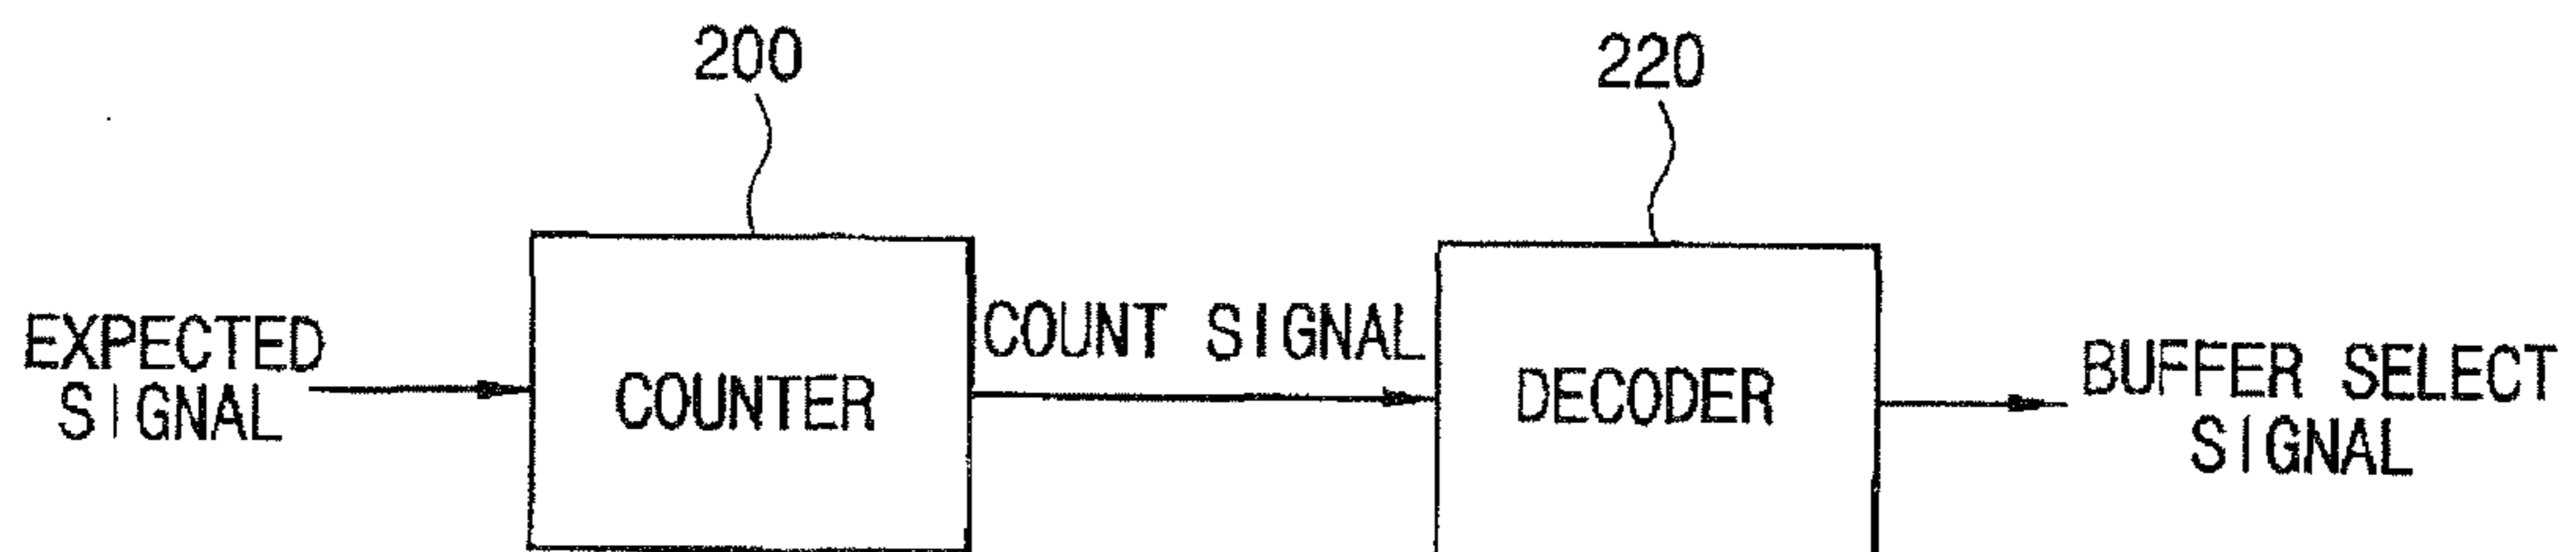 200
220
EXPECTED
SIGNAL
COUNTER
COUNT SIGNAL
DECODER
BUFFER SELECT
SIGNAL